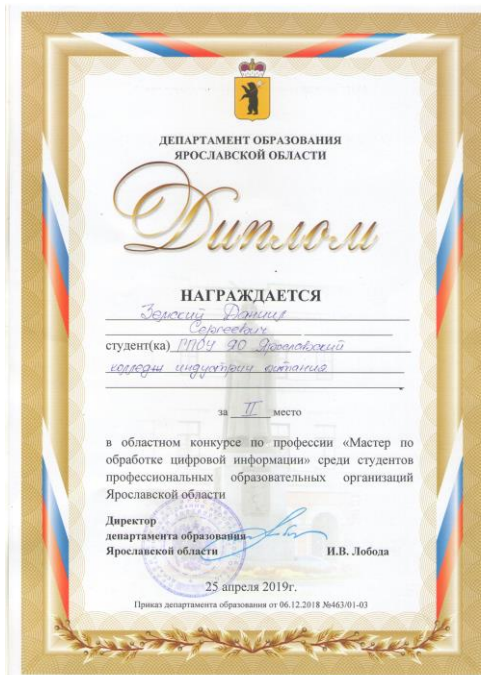 ДЕПАРТАМЕНТ ОБРАЗОВАНИЯ
ЯРОСЛАВСКОЙ ОБЛАСТИ
Диплом
НАГРАЖДАЕТСЯ
Даниил
Сергеевич
студент(ка) ГПОУ ЯО Ярославский
колледж индустрии питания
за II место
в областном конкурсе по профессии «Мастер по
обработке цифровой информации» среди студентов
профессиональных образовательных организаций
Ярославской области
Директор
департамента образования
Ярославской области И.В. Лобода
25 апреля 2019г.
Приказ департамента образования от 06.12.2018 №463/01-03